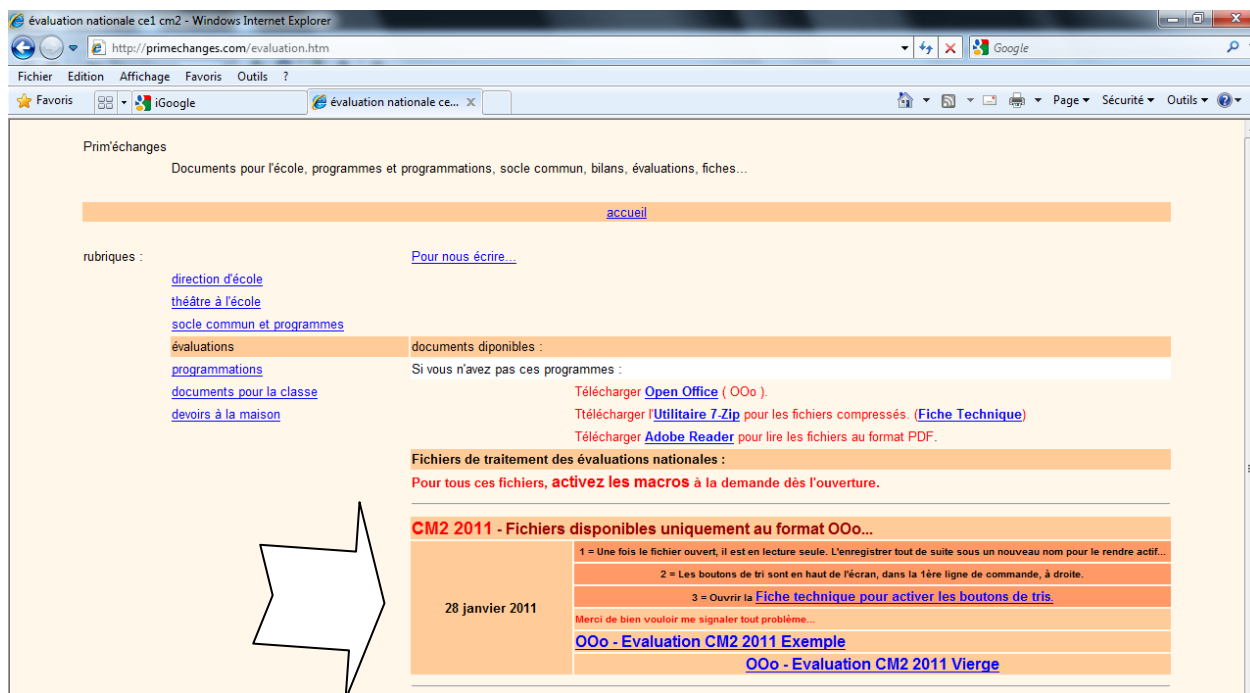 évaluation nationale ce1 cm2 - Windows Internet Explorer
http://primechanges.com/evaluation.htm
Google
Fichier Edition Affichage Favoris Outils ?
Favoris iGoogle évaluation nationale ce... Page Sécurité Outils
Prim'échanges
Documents pour l'école, programmes et programmations, socle commun, bilans, évaluations, fiches...
accueil
rubriques : Pour nous écrire...
direction d'école
théâtre à l'école
socle commun et programmes
évaluations documents diponibles :
programmations Si vous n'avez pas ces programmes :
documents pour la classe Télécharger Open Office ( OOo ).
devoirs à la maison Ttélécharger l'Utilitaire 7-Zip pour les fichiers compressés. (Fiche Technique)
Télécharger Adobe Reader pour lire les fichiers au format PDF.
Fichiers de traitement des évaluations nationales :
Pour tous ces fichiers, activez les macros à la demande dès l'ouverture.
CM2 2011 - Fichiers disponibles uniquement au format OOo...
28 janvier 2011
1 = Une fois le fichier ouvert, il est en lecture seule. L'enregistrer tout de suite sous un nouveau nom pour le rendre actif...
2 = Les boutons de tri sont en haut de l'écran, dans la 1ère ligne de commande, à droite.
3 = Ouvrir la Fiche technique pour activer les boutons de tris.
Merci de bien vouloir me signaler tout problème...
OOo - Evaluation CM2 2011 Exemple
OOo - Evaluation CM2 2011 Vierge